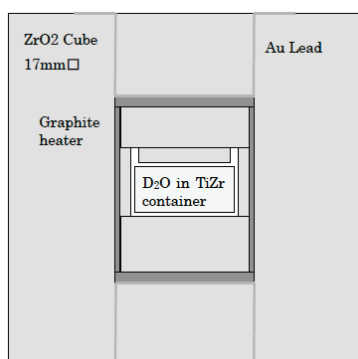 ZrO2 Cube
17mm□
Au Lead
Graphite
heater
D₂O in TiZr
container